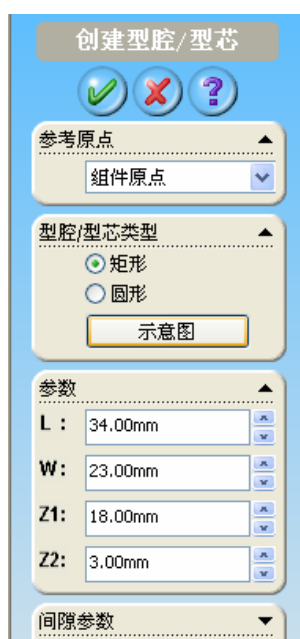 创建型腔/型芯
?
参考原点
组件原点
型腔/型芯类型
矩形
圆形
示意图
参数
L : 34.00mm
W: 23.00mm
Z1: 18.00mm
Z2: 3.00mm
间隙参数